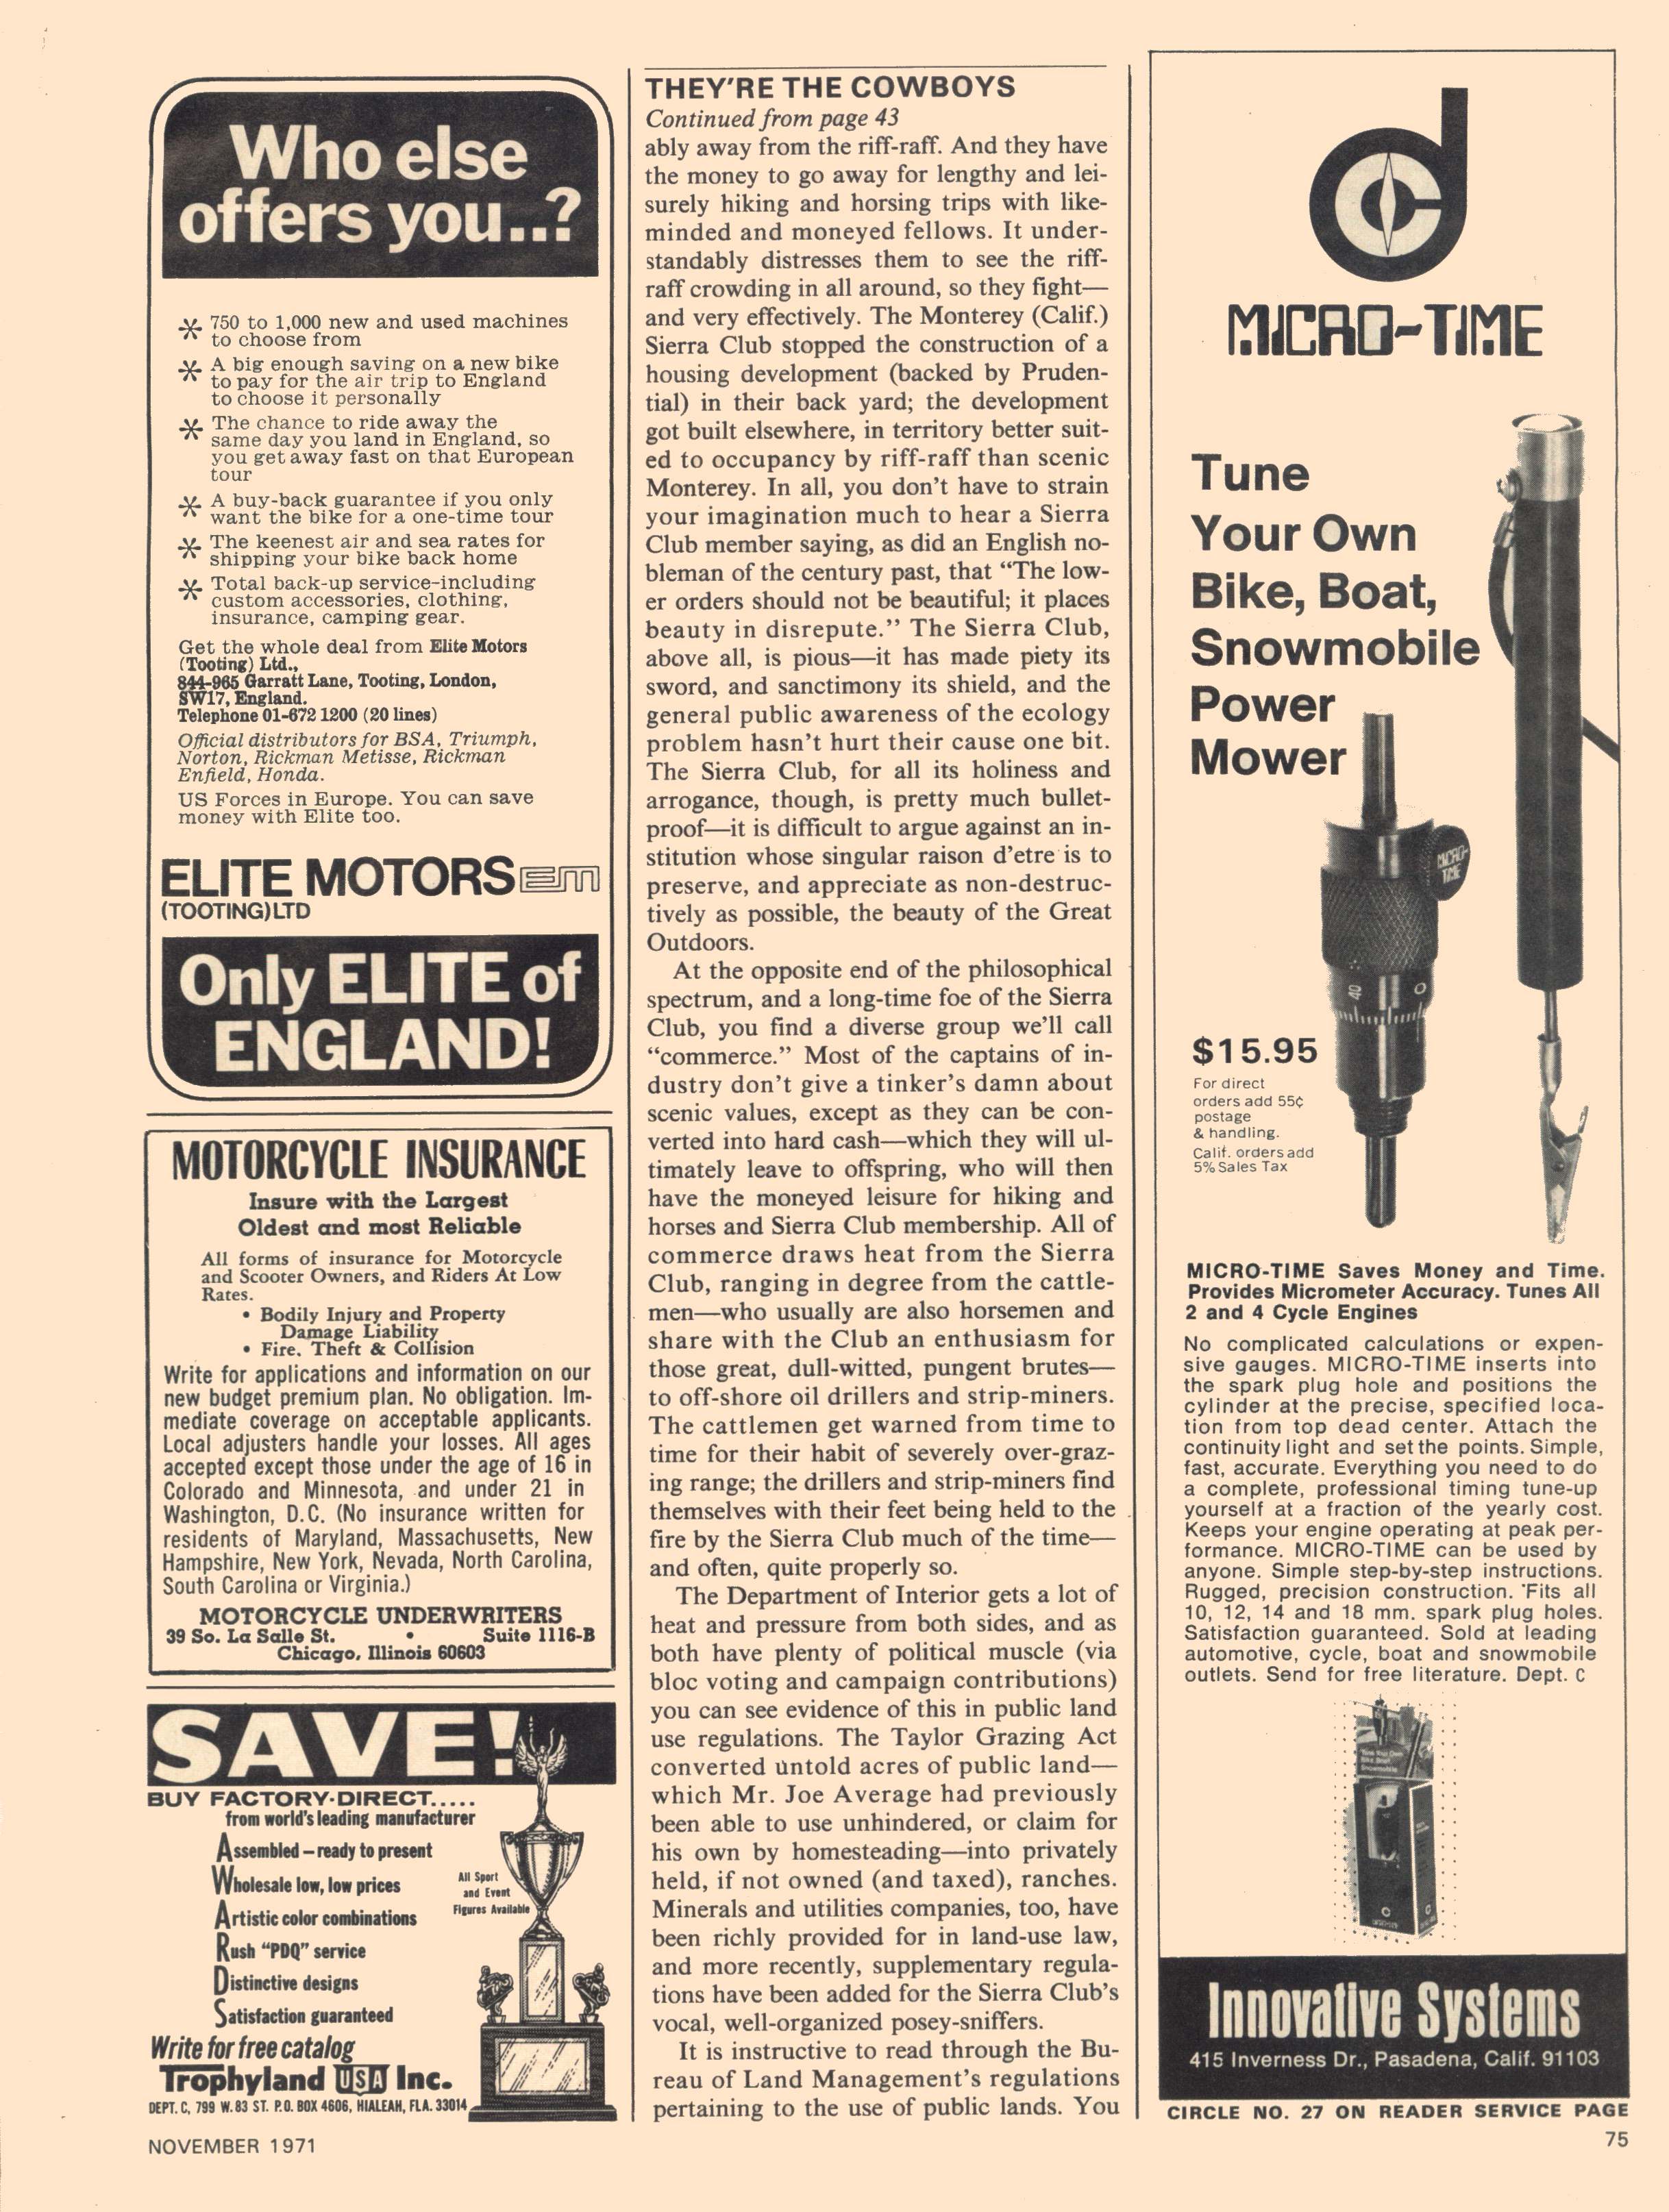 Who else
offers you..?
750 to 1,000 new and used machines
to choose from
A big enough saving on a new bike
to pay for the air trip to England
to choose it personally
The chance to ride away the
same day you land in England, so
you get away fast on that European
tour
A buy-back guarantee if you only
want the bike for a one-time tour
The keenest air and sea rates for
shipping your bike back home
Total back-up service-including
custom accessories, clothing,
insurance, camping gear.
Get the whole deal from Elite Motors
(Tooting) Ltd.,
844-965 Garratt Lane, Tooting, London,
SW17, England.
Telephone 01-672 1200 (20 lines)
Official distributors for BSA, Triumph,
Norton, Rickman Metisse, Rickman
Enfield, Honda.
US Forces in Europe. You can save
money with Elite too.
ELITE MOTORS EM
(TOOTING) LTD
Only ELITE of
ENGLAND!
MOTORCYCLE INSURANCE
Insure with the Largest
Oldest and most Reliable
All forms of insurance for Motorcycle
and Scooter Owners, and Riders At Low
Rates.
• Bodily Injury and Property
Damage Liability
• Fire, Theft & Collision
Write for applications and information on our
new budget premium plan. No obligation. Im-
mediate coverage on acceptable applicants.
Local adjusters handle your losses. All ages
accepted except those under the age of 16 in
Colorado and Minnesota, and under 21 in
Washington, D.C. (No insurance written for
residents of Maryland, Massachusetts, New
Hampshire, New York, Nevada, North Carolina,
South Carolina or Virginia.)
MOTORCYCLE UNDERWRITERS
39 So. La Salle St. • Suite 1116-B
Chicago, Illinois 60603
SAVE!
BUY FACTORY-DIRECT.....
from world's leading manufacturer
Assembled – ready to present
Wholesale low, low prices
Artistic color combinations
Rush "PDQ" service
Distinctive designs
Satisfaction guaranteed
All Sport
and Event
Figures Available
Write for free catalog
Trophyland USA Inc.
DEPT. C, 799 W. 83 ST. P.O. BOX 4606, HIALEAH, FLA. 33014
NOVEMBER 1971
THEY'RE THE COWBOYS
Continued from page 43
ably away from the riff-raff. And they have
the money to go away for lengthy and lei-
surely hiking and horsing trips with like-
minded and moneyed fellows. It under-
standably distresses them to see the riff-
raff crowding in all around, so they fight—
and very effectively. The Monterey (Calif.)
Sierra Club stopped the construction of a
housing development (backed by Pruden-
tial) in their back yard; the development
got built elsewhere, in territory better suit-
ed to occupancy by riff-raff than scenic
Monterey. In all, you don't have to strain
your imagination much to hear a Sierra
Club member saying, as did an English no-
bleman of the century past, that "The low-
er orders should not be beautiful; it places
beauty in disrepute." The Sierra Club,
above all, is pious—it has made piety its
sword, and sanctimony its shield, and the
general public awareness of the ecology
problem hasn't hurt their cause one bit.
The Sierra Club, for all its holiness and
arrogance, though, is pretty much bullet-
proof—it is difficult to argue against an in-
stitution whose singular raison d'etre is to
preserve, and appreciate as non-destruc-
tively as possible, the beauty of the Great
Outdoors.
At the opposite end of the philosophical
spectrum, and a long-time foe of the Sierra
Club, you find a diverse group we'll call
"commerce." Most of the captains of in-
dustry don't give a tinker's damn about
scenic values, except as they can be con-
verted into hard cash—which they will ul-
timately leave to offspring, who will then
have the moneyed leisure for hiking and
horses and Sierra Club membership. All of
commerce draws heat from the Sierra
Club, ranging in degree from the cattle-
men—who usually are also horsemen and
share with the Club an enthusiasm for
those great, dull-witted, pungent brutes—
to off-shore oil drillers and strip-miners.
The cattlemen get warned from time to
time for their habit of severely over-graz-
ing range; the drillers and strip-miners find
themselves with their feet being held to the
fire by the Sierra Club much of the time—
and often, quite properly so.
The Department of Interior gets a lot of
heat and pressure from both sides, and as
both have plenty of political muscle (via
bloc voting and campaign contributions)
you can see evidence of this in public land
use regulations. The Taylor Grazing Act
converted untold acres of public land—
which Mr. Joe Average had previously
been able to use unhindered, or claim for
his own by homesteading—into privately
held, if not owned (and taxed), ranches.
Minerals and utilities companies, too, have
been richly provided for in land-use law,
and more recently, supplementary regula-
tions have been added for the Sierra Club's
vocal, well-organized posey-sniffers.
It is instructive to read through the Bu-
reau of Land Management's regulations
pertaining to the use of public lands. You
MICRO-TIME
Tune
Your Own
Bike, Boat,
Snowmobile
Power
Mower
MICRO-
TIME
40 0
$15.95
For direct
orders add 55¢
postage
& handling.
Calif. orders add
5% Sales Tax
MICRO-TIME Saves Money and Time.
Provides Micrometer Accuracy. Tunes All
2 and 4 Cycle Engines
No complicated calculations or expen-
sive gauges. MICRO-TIME inserts into
the spark plug hole and positions the
cylinder at the precise, specified loca-
tion from top dead center. Attach the
continuity light and set the points. Simple,
fast, accurate. Everything you need to do
a complete, professional timing tune-up
yourself at a fraction of the yearly cost.
Keeps your engine operating at peak per-
formance. MICRO-TIME can be used by
anyone. Simple step-by-step instructions.
Rugged, precision construction. Fits all
10, 12, 14 and 18 mm. spark plug holes.
Satisfaction guaranteed. Sold at leading
automotive, cycle, boat and snowmobile
outlets. Send for free literature. Dept. C
Innovative Systems
415 Inverness Dr., Pasadena, Calif. 91103
CIRCLE NO. 27 ON READER SERVICE PAGE
75